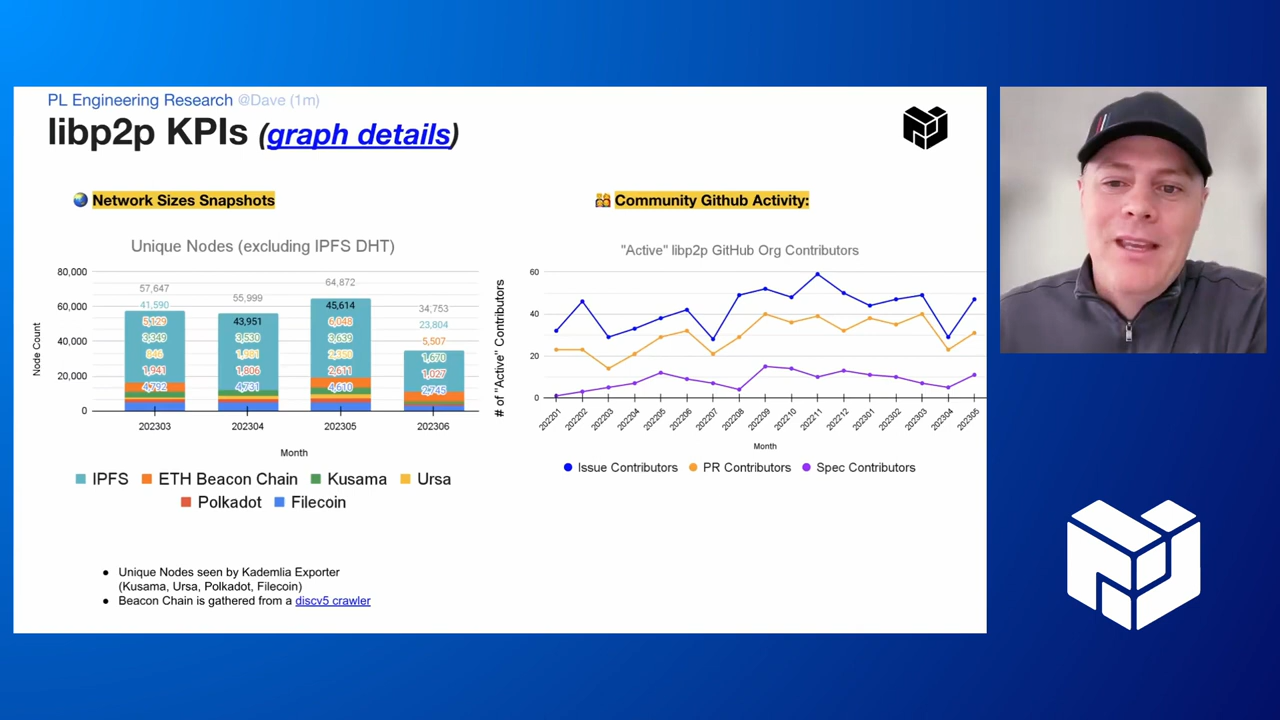 PL Engineering Research @Dave (1m)
libp2p KPIs (graph details)
Network Sizes Snapshots
Unique Nodes (excluding IPFS DHT)
Node Count
80,000
60,000
40,000
20,000
0
57,647
41,590
5,129
3,349
846
1,941
4,792
55,999
43,951
3,530
1,981
1,806
4,731
64,872
45,614
6,048
3,639
2,350
2,611
4,610
34,753
23,804
5,507
1,670
1,027
2,745
202303 202304 202305 202306
Month
IPFS ETH Beacon Chain Kusama Ursa
Polkadot Filecoin
● Unique Nodes seen by Kademlia Exporter
(Kusama, Ursa, Polkadot, Filecoin)
● Beacon Chain is gathered from a discv5 crawler
Community Github Activity:
"Active" libp2p GitHub Org Contributors
# of "Active" Contributors
60
40
20
0
202201 202202 202203 202204 202205 202206 202207 202208 202209 202210 202211 202212 202301 202302 202303 202304 202305
Month
Issue Contributors PR Contributors Spec Contributors